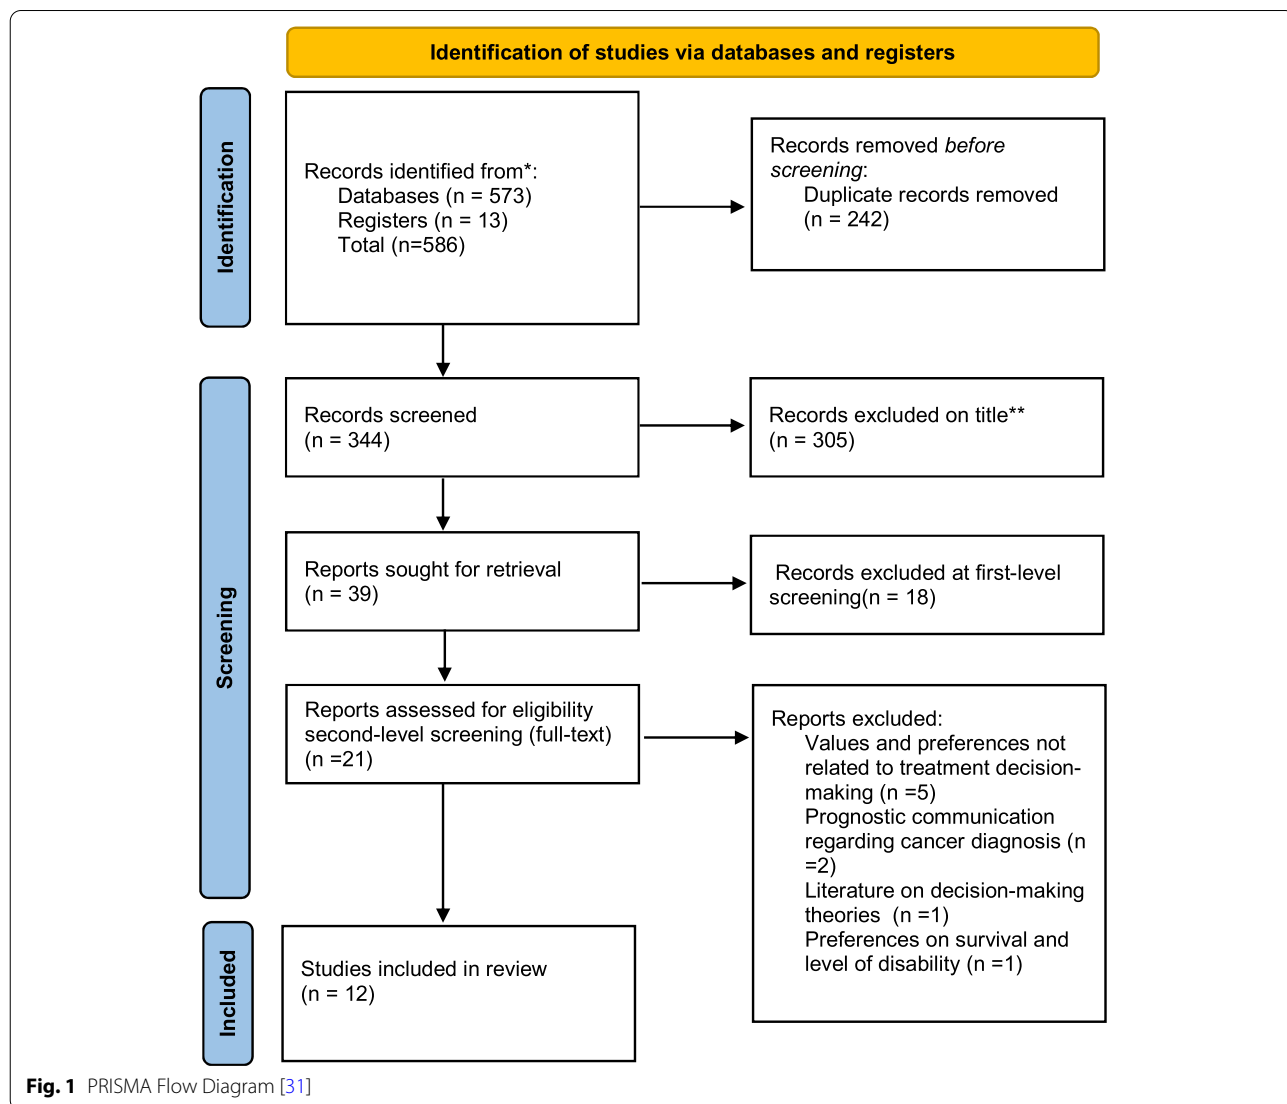 Identification of studies via databases and registers
Identification
Records identified from*:
Databases (n = 573)
Registers (n = 13)
Total (n=586)
Records removed before
screening:
Duplicate records removed
(n = 242)
Screening
Records screened
(n = 344)
Records excluded on title**
(n = 305)
Reports sought for retrieval
(n = 39)
Records excluded at first-level
screening(n = 18)
Reports assessed for eligibility
second-level screening (full-text)
(n =21)
Reports excluded:
Values and preferences not
related to treatment decision-
making (n =5)
Prognostic communication
regarding cancer diagnosis (n
=2)
Literature on decision-making
theories (n =1)
Preferences on survival and
level of disability (n =1)
Included
Studies included in review
(n = 12)
Fig. 1 PRISMA Flow Diagram [31]